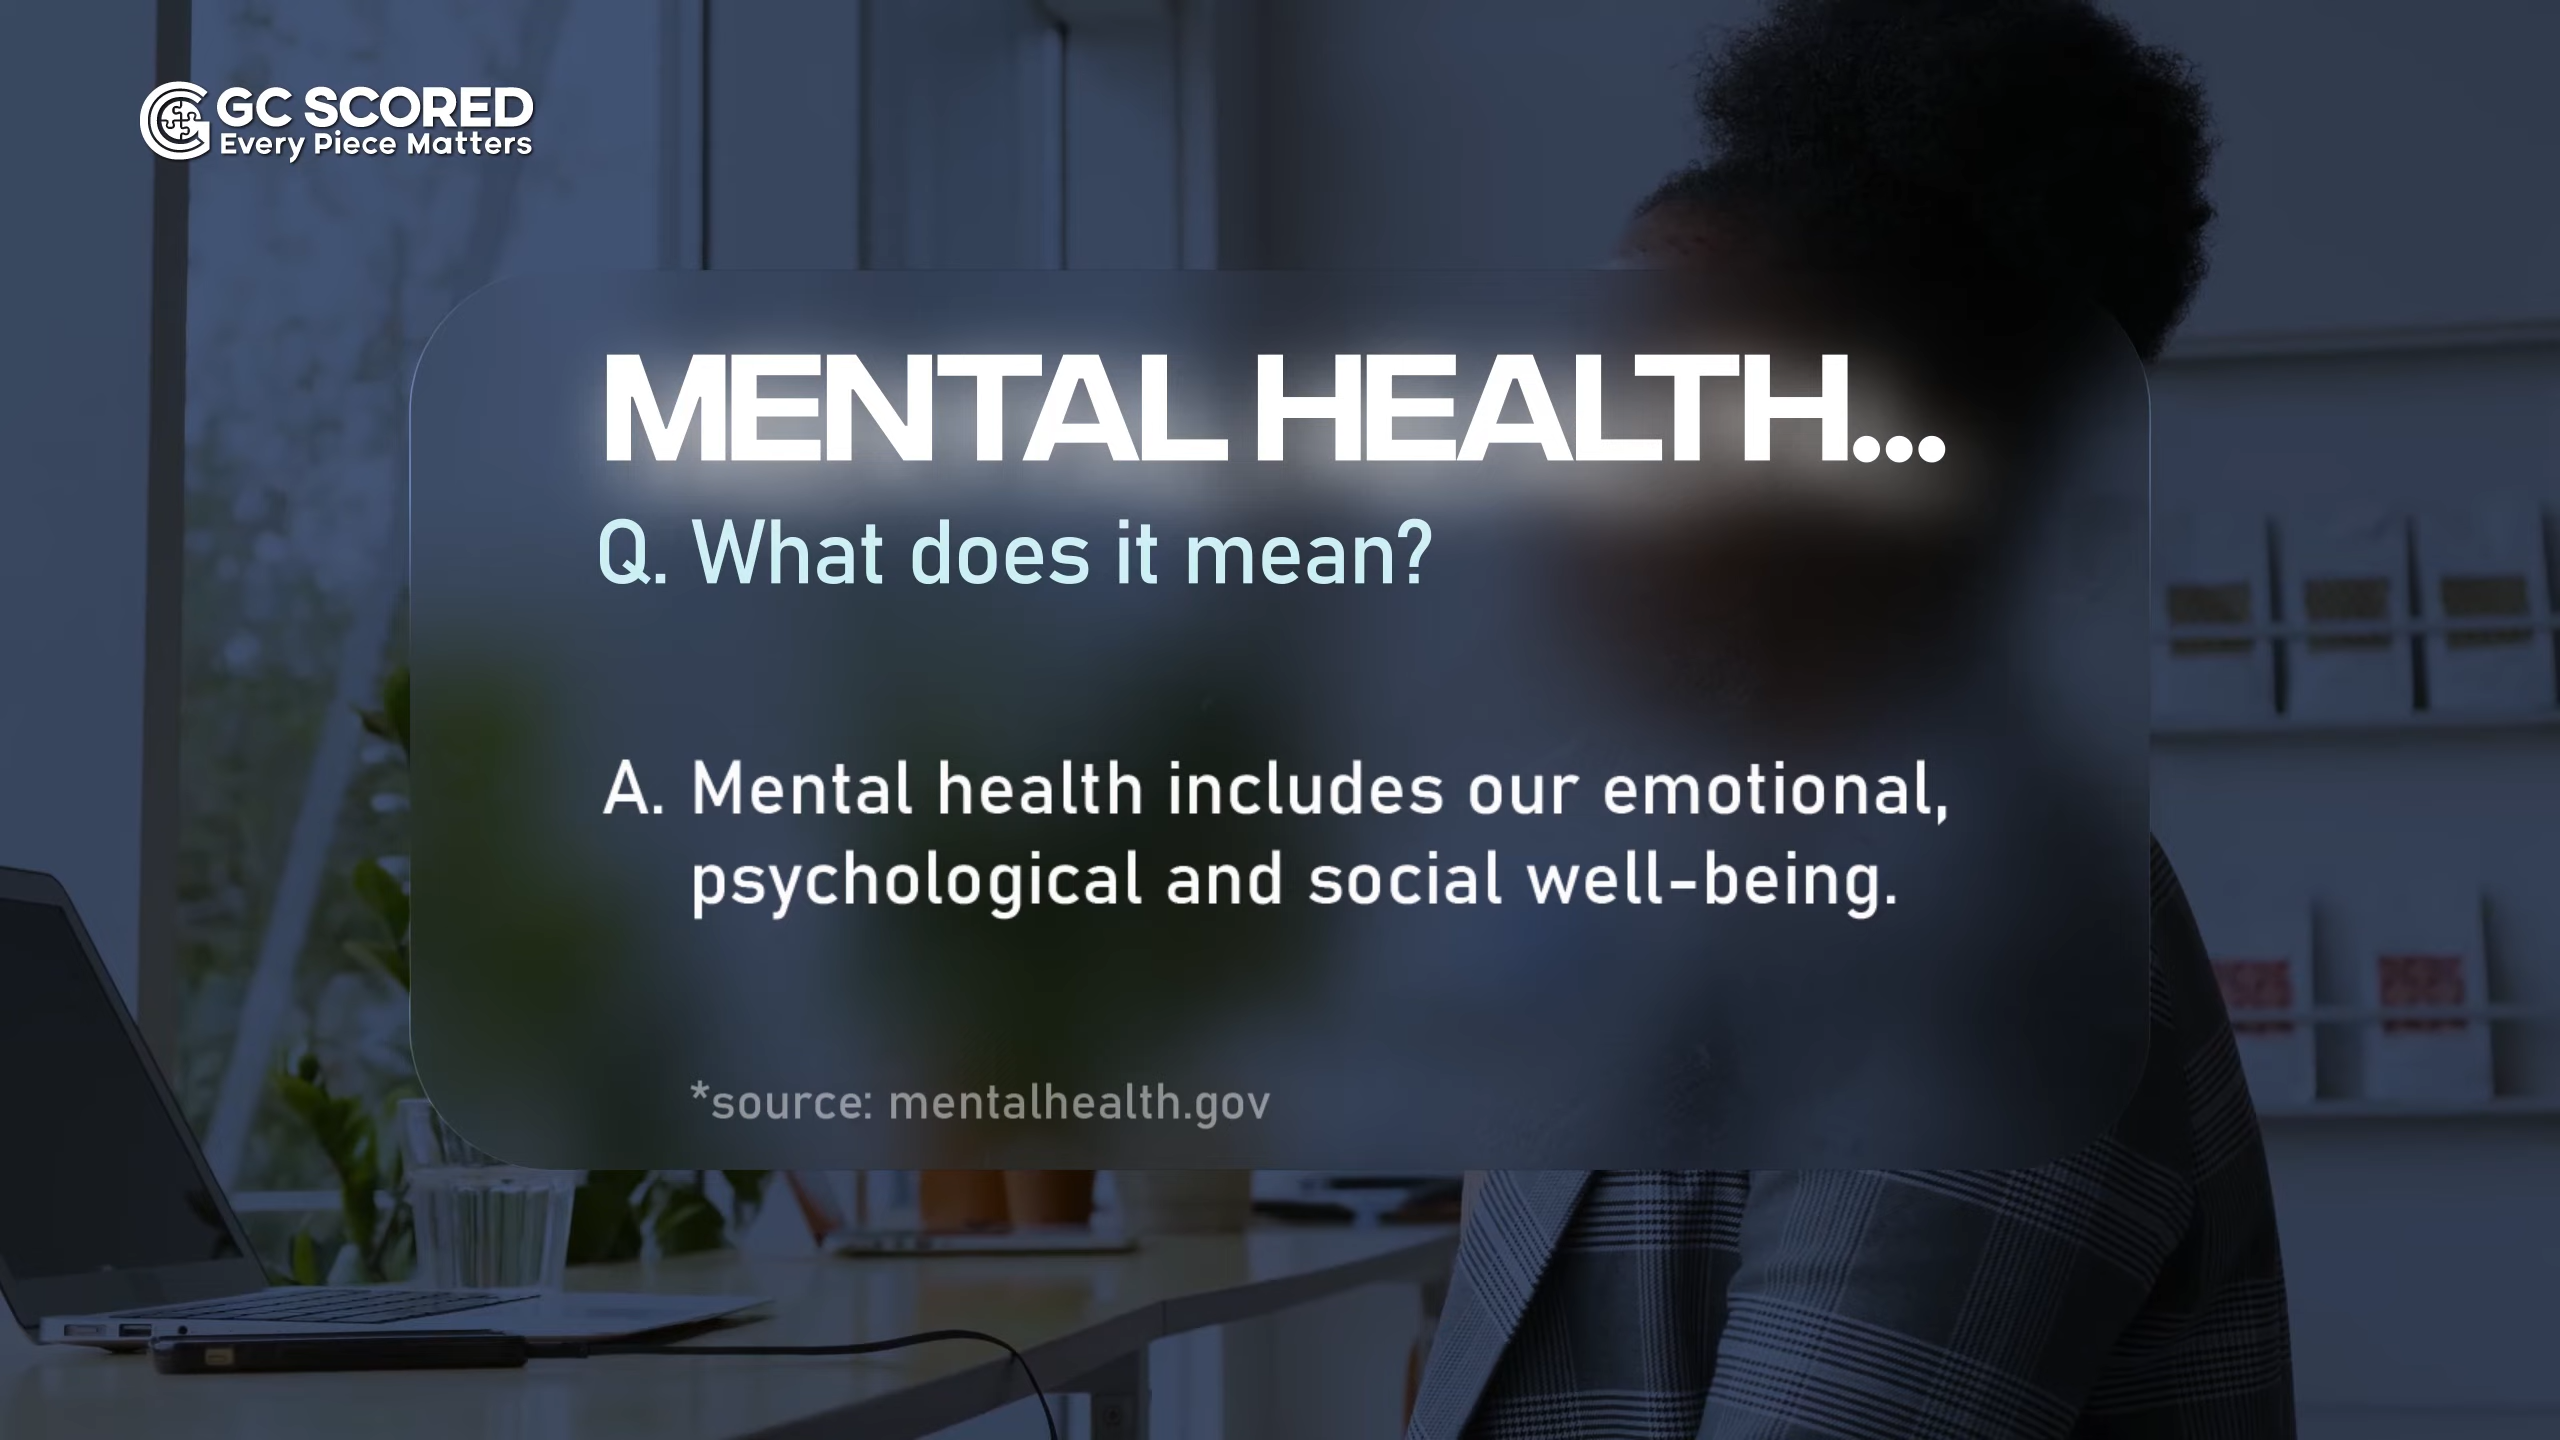 GC SCORED
Every Piece Matters
MENTAL HEALTH...
Q. What does it mean?
A. Mental health includes our emotional,
psychological and social well-being.
*source: mentalhealth.gov